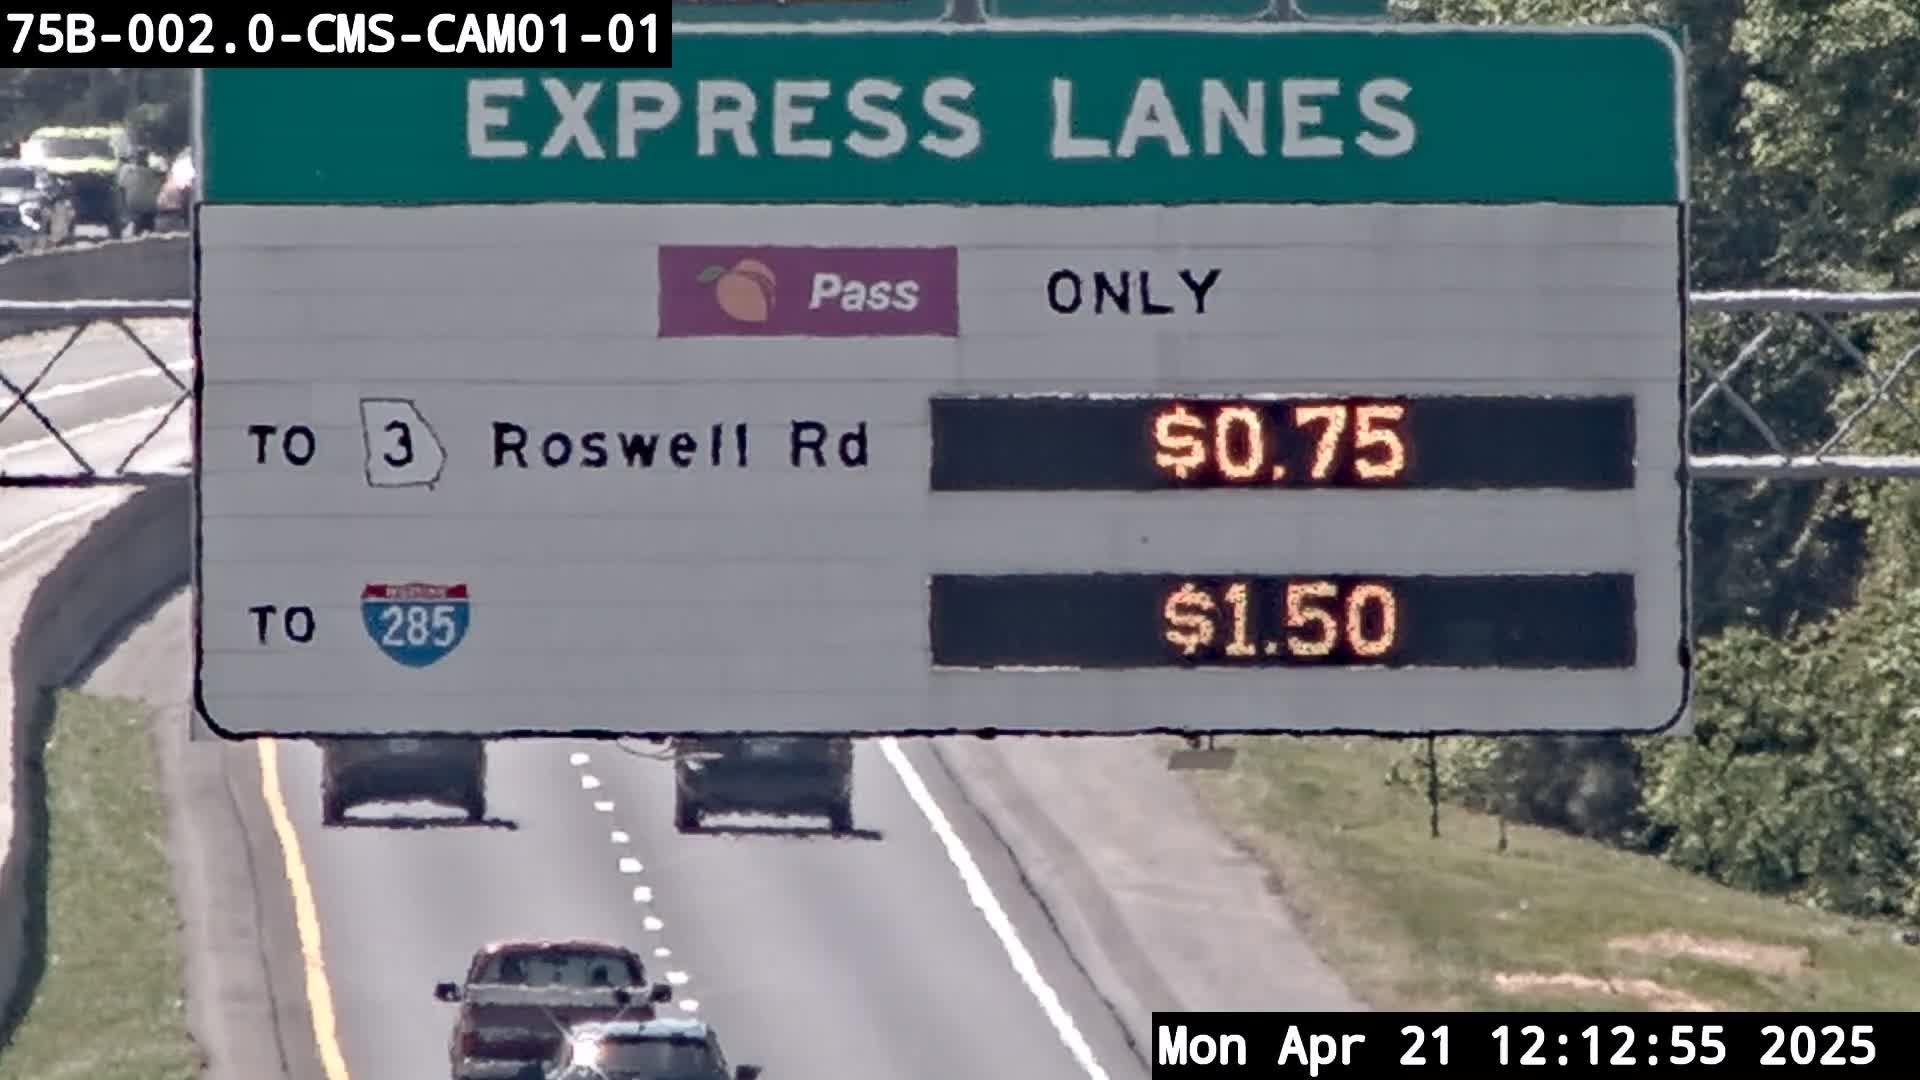 75B-002.0-CMS-CAM01-01
EXPRESS LANES
Pass ONLY
TO 3 Roswell Rd $0.75
TO 285 $1.50
Mon Apr 21 12:12:55 2025